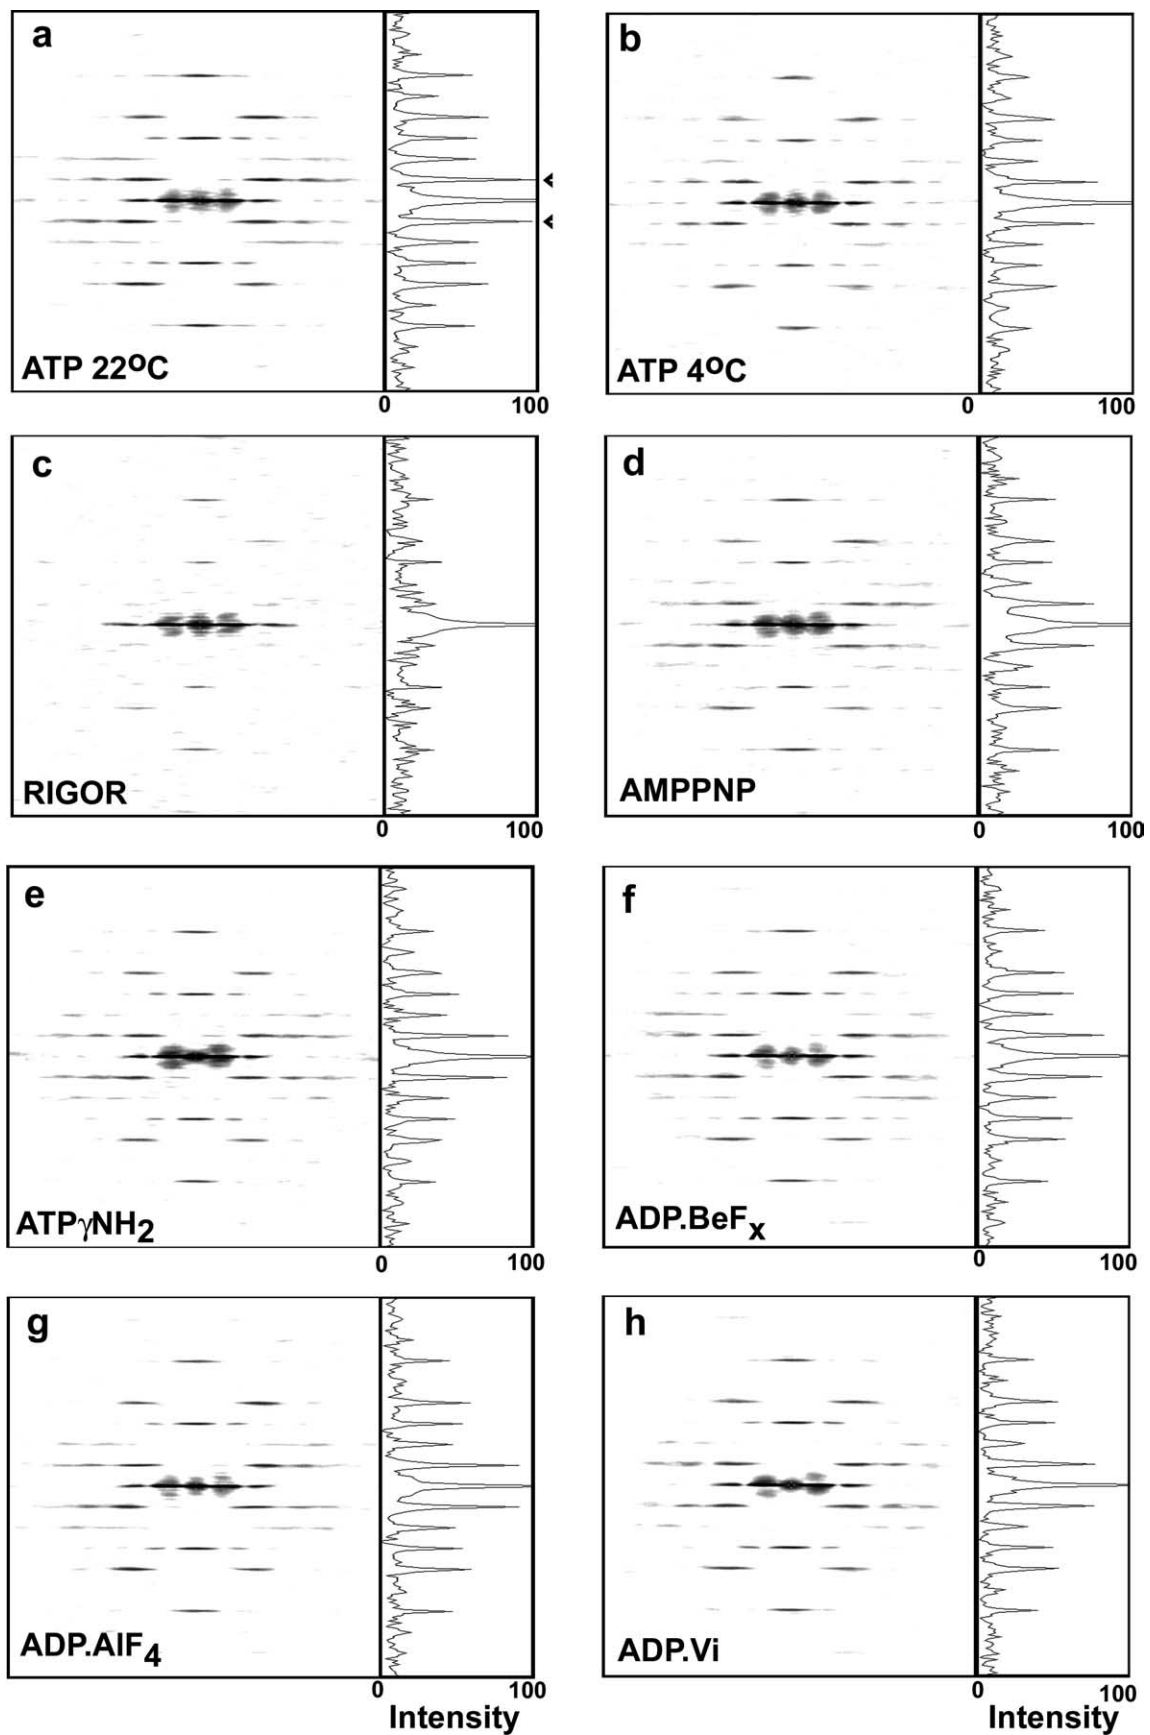 a
b
ATP 22ºC
ATP 4ºC
0 100
0 100
c
d
RIGOR
AMPPNP
0 100
0 100
e
f
ATPγNH2
ADP.BeFx
0 100
0 100
g
h
ADP.AlF4
ADP.Vi
0 100
0 100
Intensity
Intensity